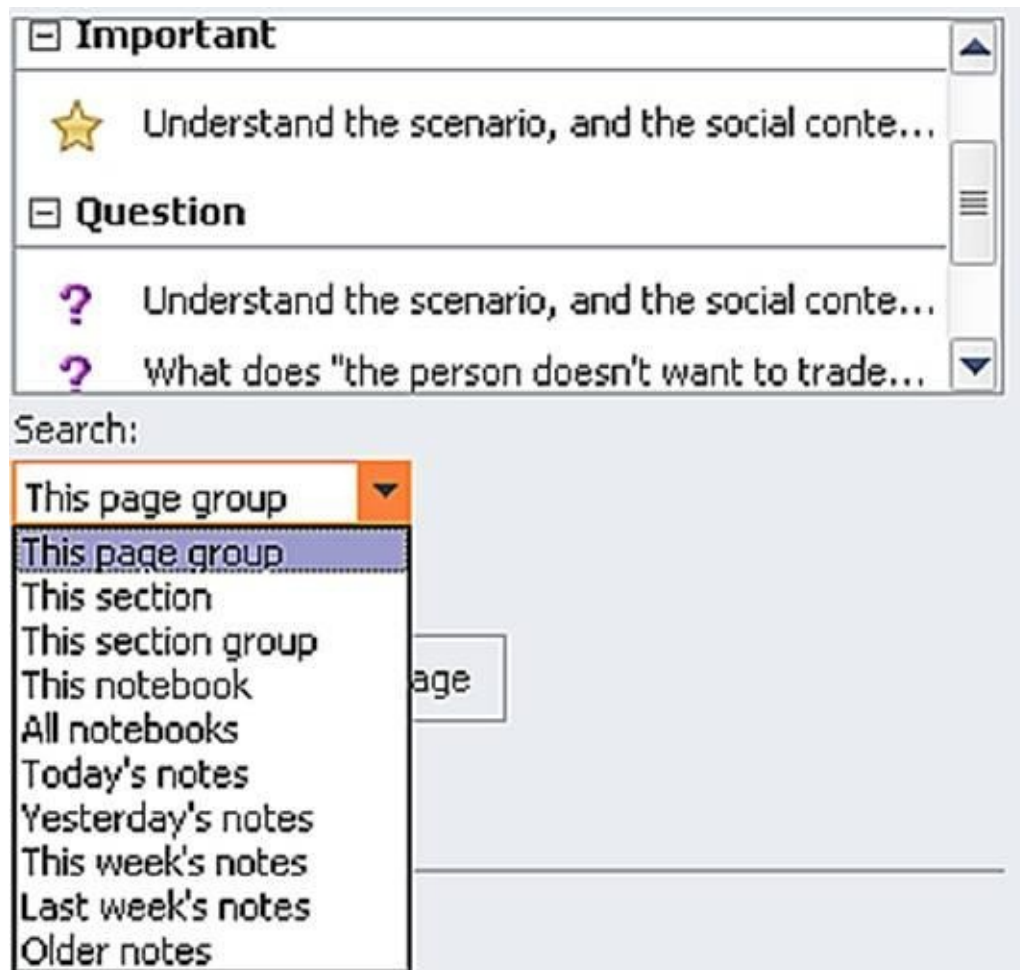 Important
Understand the scenario, and the social conte...
Question
Understand the scenario, and the social conte...
What does "the person doesn't want to trade...
Search:
This page group
This page group
This section
This section group
This notebook
age
All notebooks
Today's notes
Yesterday's notes
This week's notes
Last week's notes
Older notes